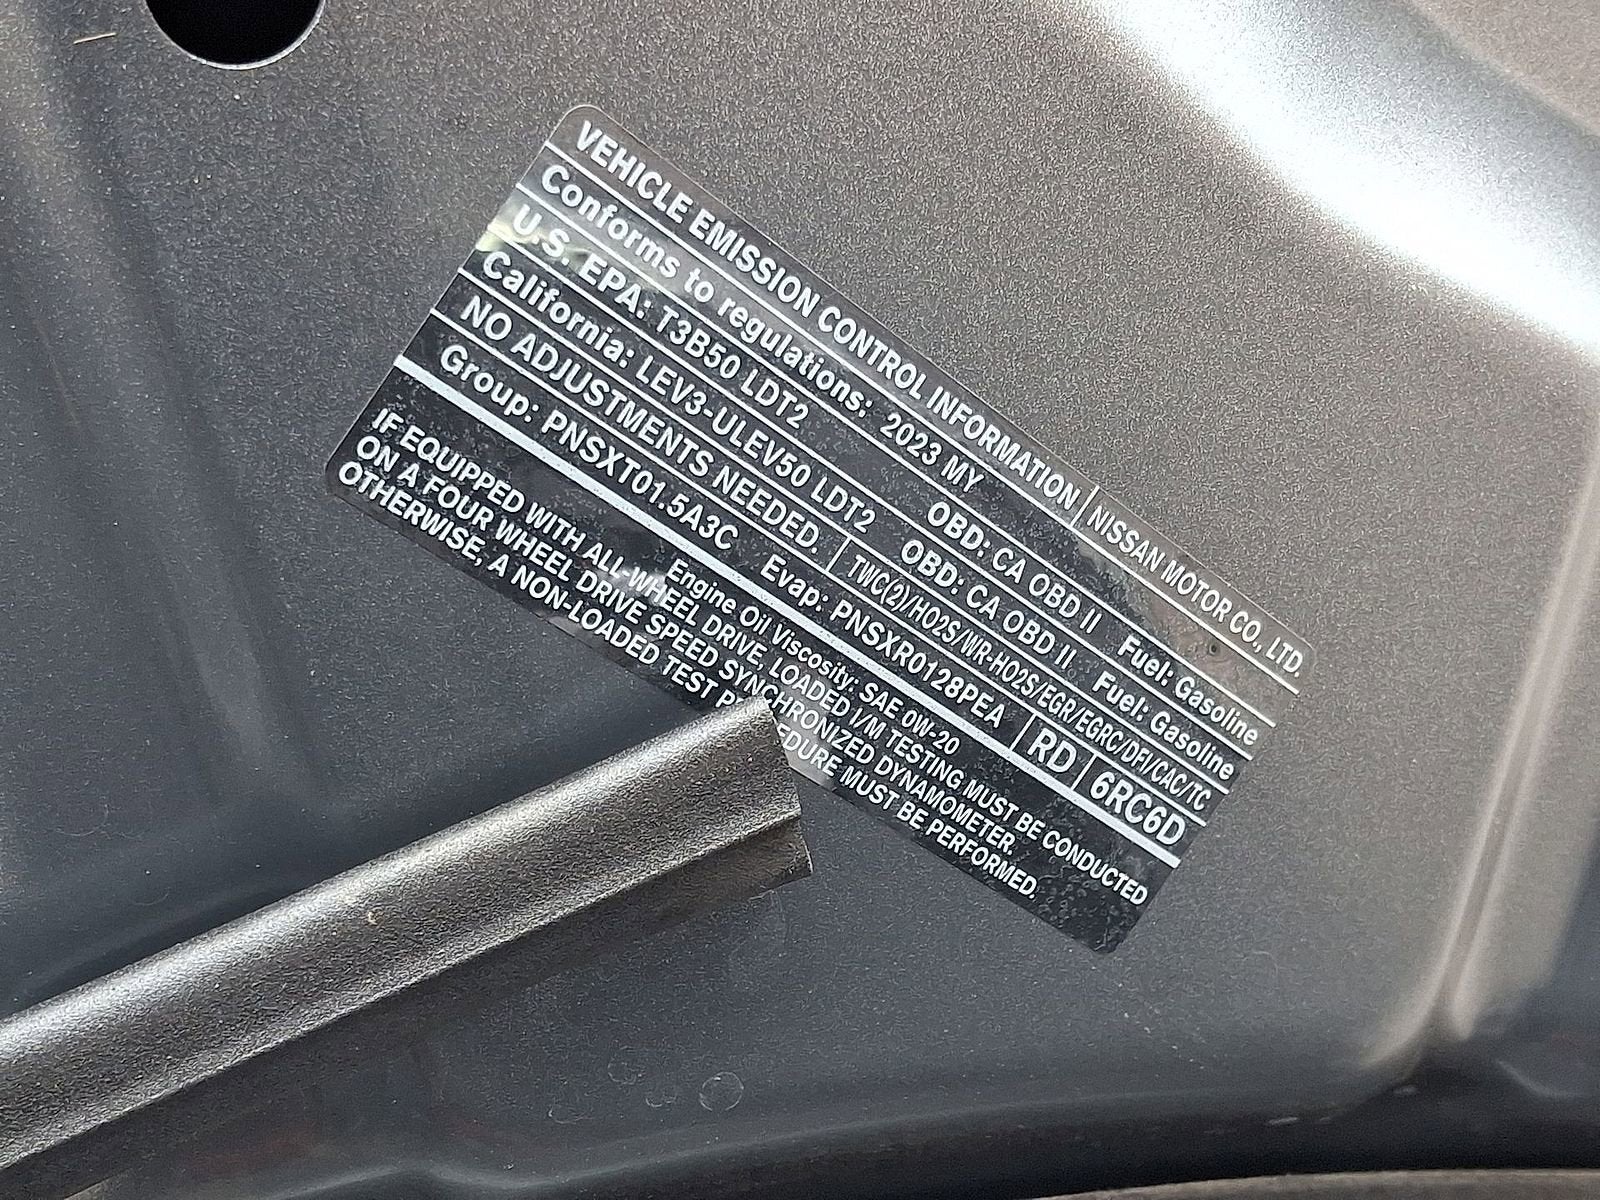 VEHICLE EMISSION CONTROL INFORMATION NISSAN MOTOR CO., LTD.
Conforms to regulations: 2023 MY
U.S. EPA: T3B50 LDT2 OBD: CA OBD II Fuel: Gasoline
California: LEV3-ULEV50 LDT2 OBD: CA OBD II Fuel: Gasoline
NO ADJUSTMENTS NEEDED. TWC(2)/HO2S/WR-HO2S/EGR/EGRC/DFI/CAC/TC
Group: PNSXT01.5A3C Evap: PNSXR0128PEA RD 6RC6D
Engine Oil Viscosity: SAE 0W-20
IF EQUIPPED WITH ALL-WHEEL DRIVE, LOADED I/M TESTING MUST BE CONDUCTED
ON A FOUR WHEEL DRIVE SPEED SYNCHRONIZED DYNAMOMETER.
OTHERWISE, A NON-LOADED TEST MUST BE PERFORMED.